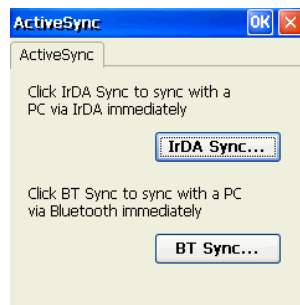 ActiveSync OK
ActiveSync
Click IrDA Sync to sync with a
PC via IrDA immediately
IrDA Sync...
Click BT Sync to sync with a PC
via Bluetooth immediately
BT Sync...